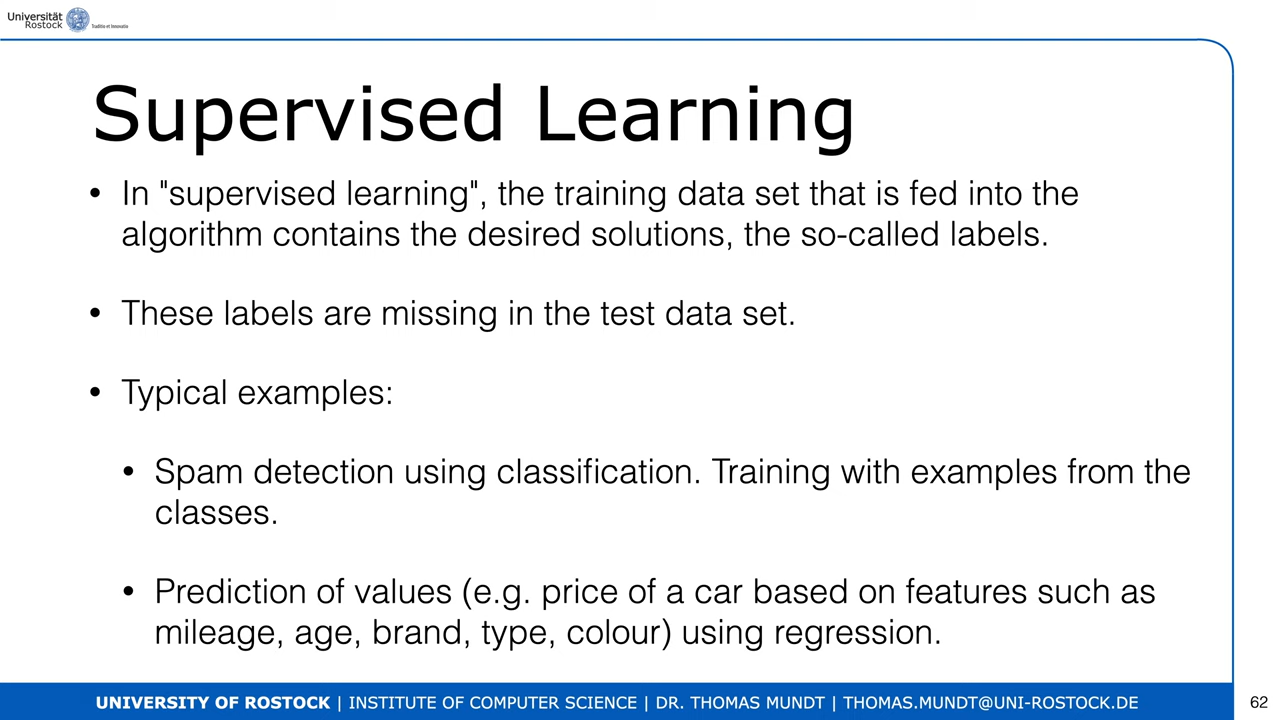 Universität
Rostock
Traditio et Innovatio
Supervised Learning
• In "supervised learning", the training data set that is fed into the
algorithm contains the desired solutions, the so-called labels.
• These labels are missing in the test data set.
• Typical examples:
• Spam detection using classification. Training with examples from the
classes.
• Prediction of values (e.g. price of a car based on features such as
mileage, age, brand, type, colour) using regression.
UNIVERSITY OF ROSTOCK | INSTITUTE OF COMPUTER SCIENCE | DR. THOMAS MUNDT | THOMAS.MUNDT@UNI-ROSTOCK.DE
62